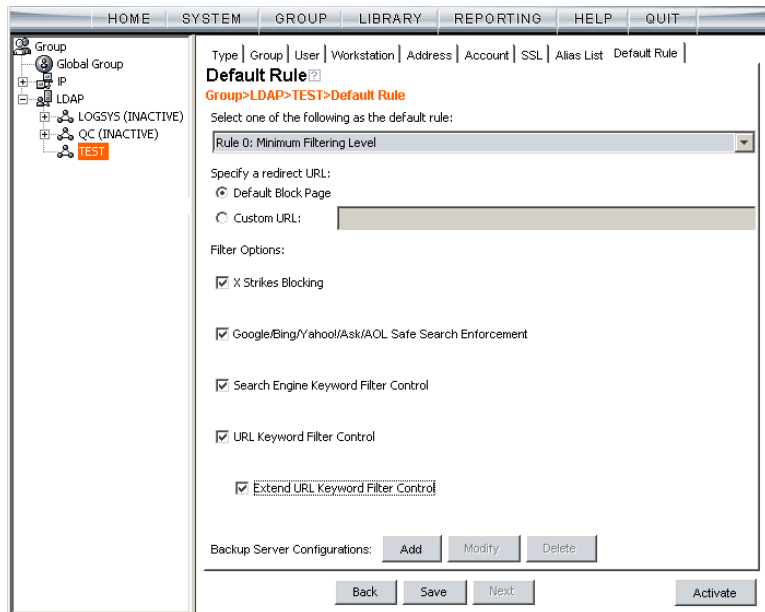 HOME SYSTEM GROUP LIBRARY REPORTING HELP QUIT
Group
Global Group
IP
LDAP
LOGSYS (INACTIVE)
QC (INACTIVE)
TEST
Type Group User Workstation Address Account SSL Alias List Default Rule
Default Rule ?
Group>LDAP>TEST>Default Rule
Select one of the following as the default rule:
Rule 0: Minimum Filtering Level
Specify a redirect URL:
Default Block Page
Custom URL:
Filter Options:
X Strikes Blocking
Google/Bing/Yahoo!/Ask/AOL Safe Search Enforcement
Search Engine Keyword Filter Control
URL Keyword Filter Control
Extend URL Keyword Filter Control
Backup Server Configurations: Add Modify Delete
Back Save Next Activate